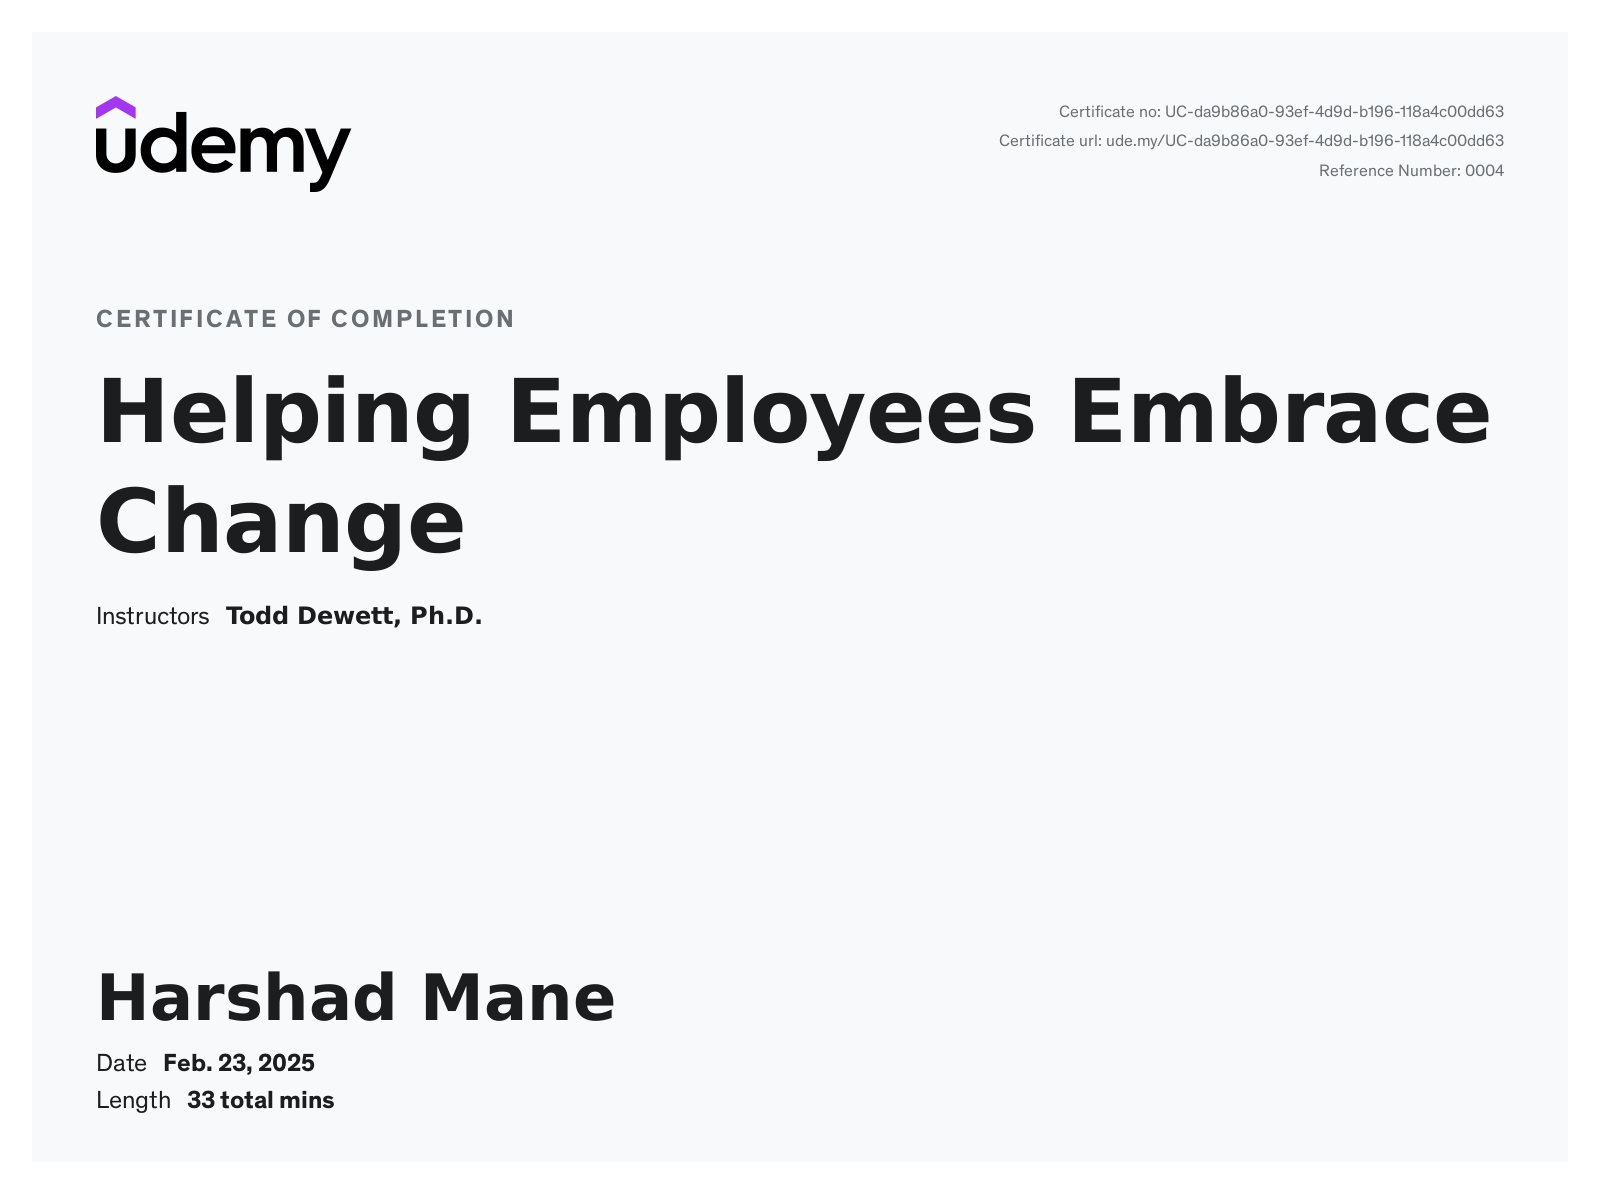 udemy
Certificate no: UC-da9b86a0-93ef-4d9d-b196-118a4c00dd63
Certificate url: ude.my/UC-da9b86a0-93ef-4d9d-b196-118a4c00dd63
Reference Number: 0004
CERTIFICATE OF COMPLETION
Helping Employees Embrace
Change
Instructors Todd Dewett, Ph.D.
Harshad Mane
Date Feb. 23, 2025
Length 33 total mins